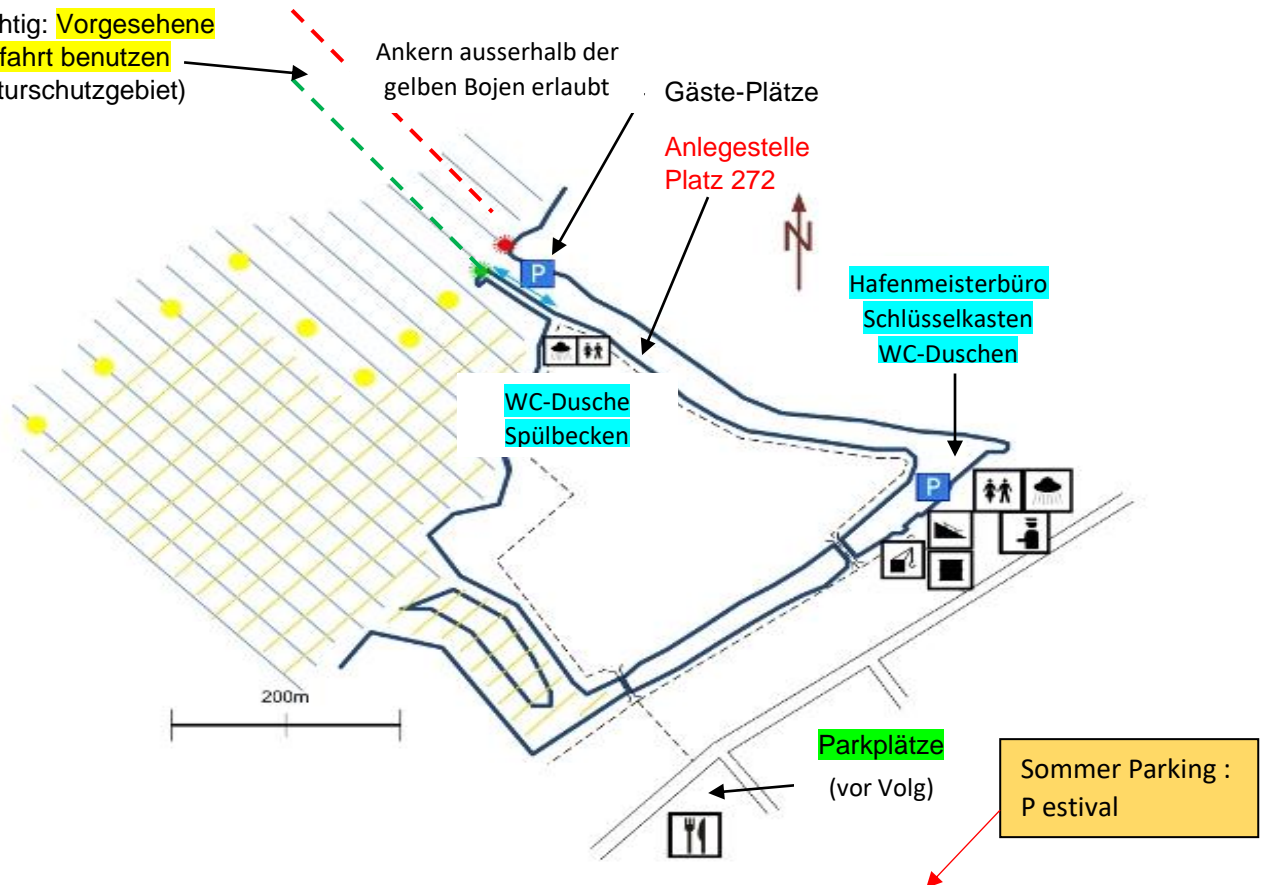 chtig: Vorgesehene
fahrt benutzen
turschutzgebiet)
Ankern ausserhalb der
gelben Bojen erlaubt
Gäste-Plätze
Anlegestelle
Platz 272
N
P
Hafenmeisterbüro
Schlüsselkasten
WC-Duschen
WC-Dusche
Spülbecken
P
200m
Parkplätze
(vor Volg)
Sommer Parking :
P estival